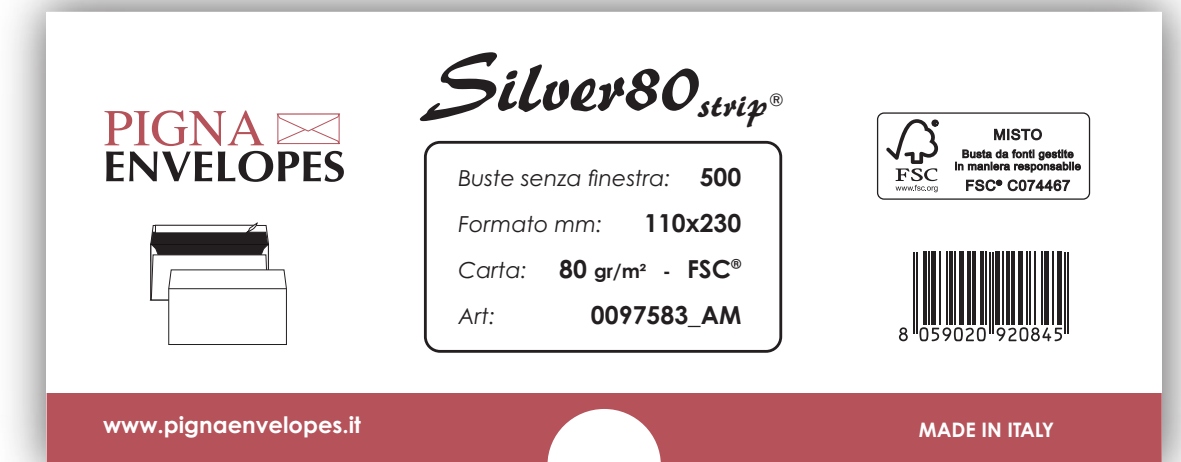 PIGNA
ENVELOPES
Silver80 strip®
Buste senza finestra: 500
Formato mm: 110x230
Carta: 80 gr/m² - FSC®
Art: 0097583_AM
®
FSC
www.fsc.org
MISTO
Busta da fonti gestite
in maniera responsabile
FSC® C074467
8 059020 920845
www.pignaenvelopes.it
MADE IN ITALY